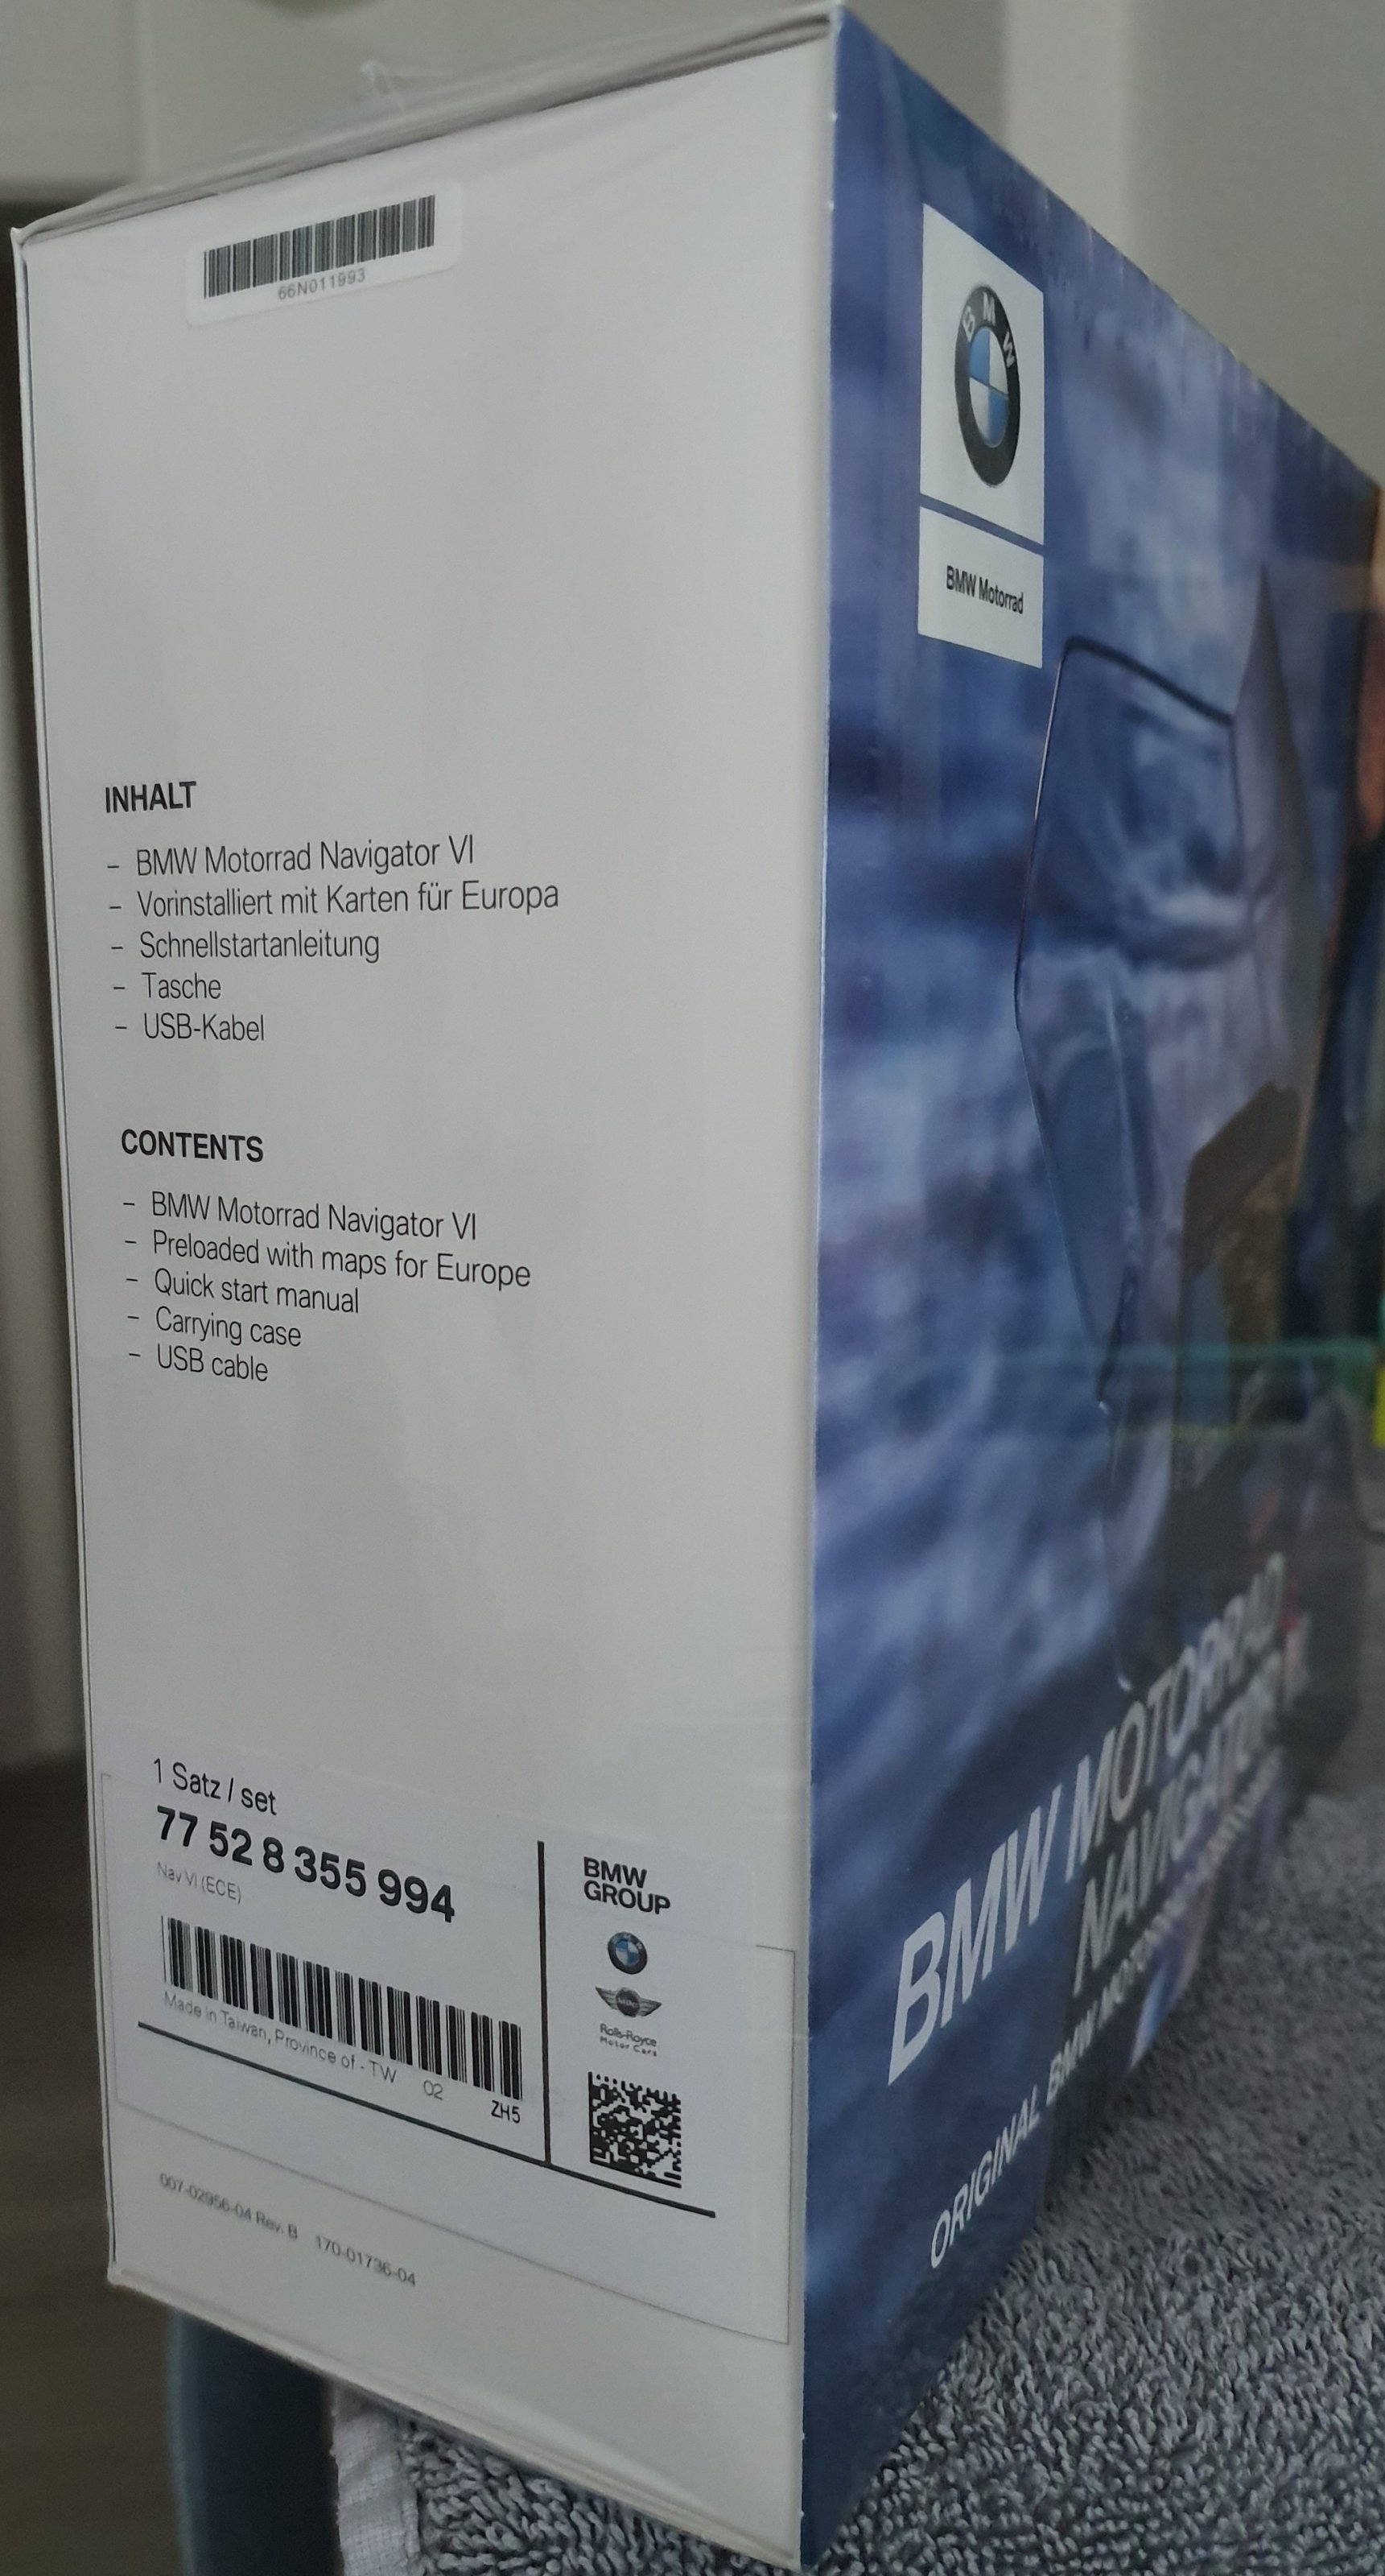 66N011993
INHALT
– BMW Motorrad Navigator VI
– Vorinstalliert mit Karten für Europa
– Schnellstartanleitung
– Tasche
– USB-Kabel
CONTENTS
– BMW Motorrad Navigator VI
– Preloaded with maps for Europe
– Quick start manual
– Carrying case
– USB cable
1 Satz / set
77 52 8 355 994
Nav VI (ECE)
Made in Taiwan, Province of - TW 02
ZH5
BMW
GROUP
Rolls-Royce
Motor Cars
007-02956-04 Rev. B 170-01736-04
BMW
BMW Motorrad
BMW MOTORRAD
NAVIGATOR
ORIGINAL BMW MOTORRAD